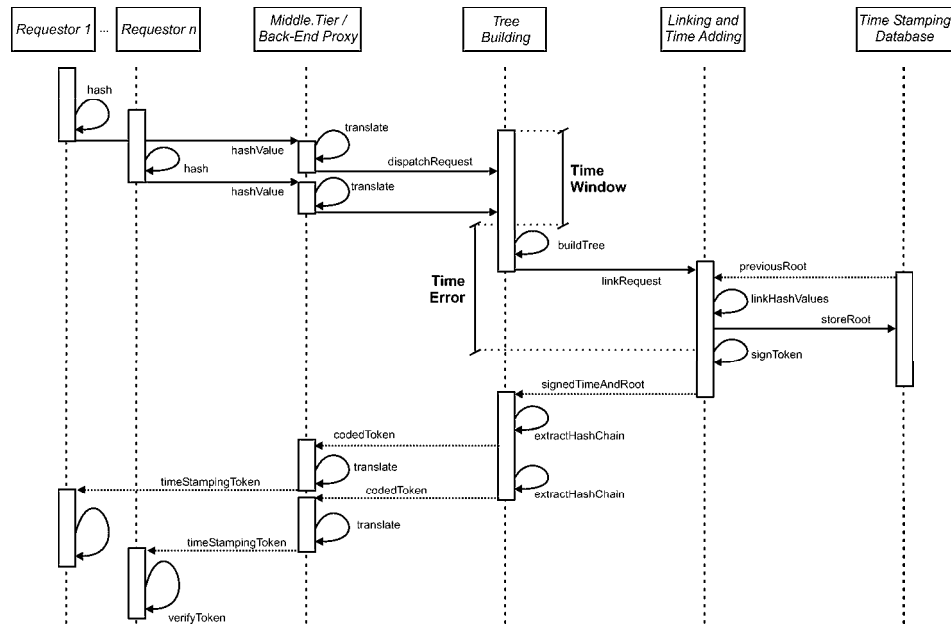 Requestor 1 ... Requestor n
Middle.Tier /
Back-End Proxy
Tree
Building
Linking and
Time Adding
Time Stamping
Database
hash
translate
hashValue
dispatchRequest
hash
Time
Window
hashValue
translate
buildTree
Time
Error
linkRequest
previousRoot
linkHashValues
storeRoot
signToken
signedTimeAndRoot
codedToken
extractHashChain
translate
timeStampingToken
codedToken
extractHashChain
translate
timeStampingToken
verifyToken